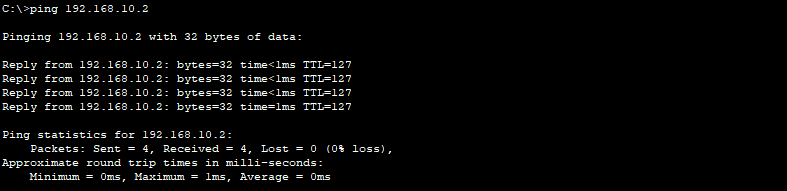 C:\>ping 192.168.10.2
Pinging 192.168.10.2 with 32 bytes of data:
Reply from 192.168.10.2: bytes=32 time<1ms TTL=127
Reply from 192.168.10.2: bytes=32 time<1ms TTL=127
Reply from 192.168.10.2: bytes=32 time<1ms TTL=127
Reply from 192.168.10.2: bytes=32 time=1ms TTL=127
Ping statistics for 192.168.10.2:
    Packets: Sent = 4, Received = 4, Lost = 0 (0% loss),
Approximate round trip times in milli-seconds:
    Minimum = 0ms, Maximum = 1ms, Average = 0ms